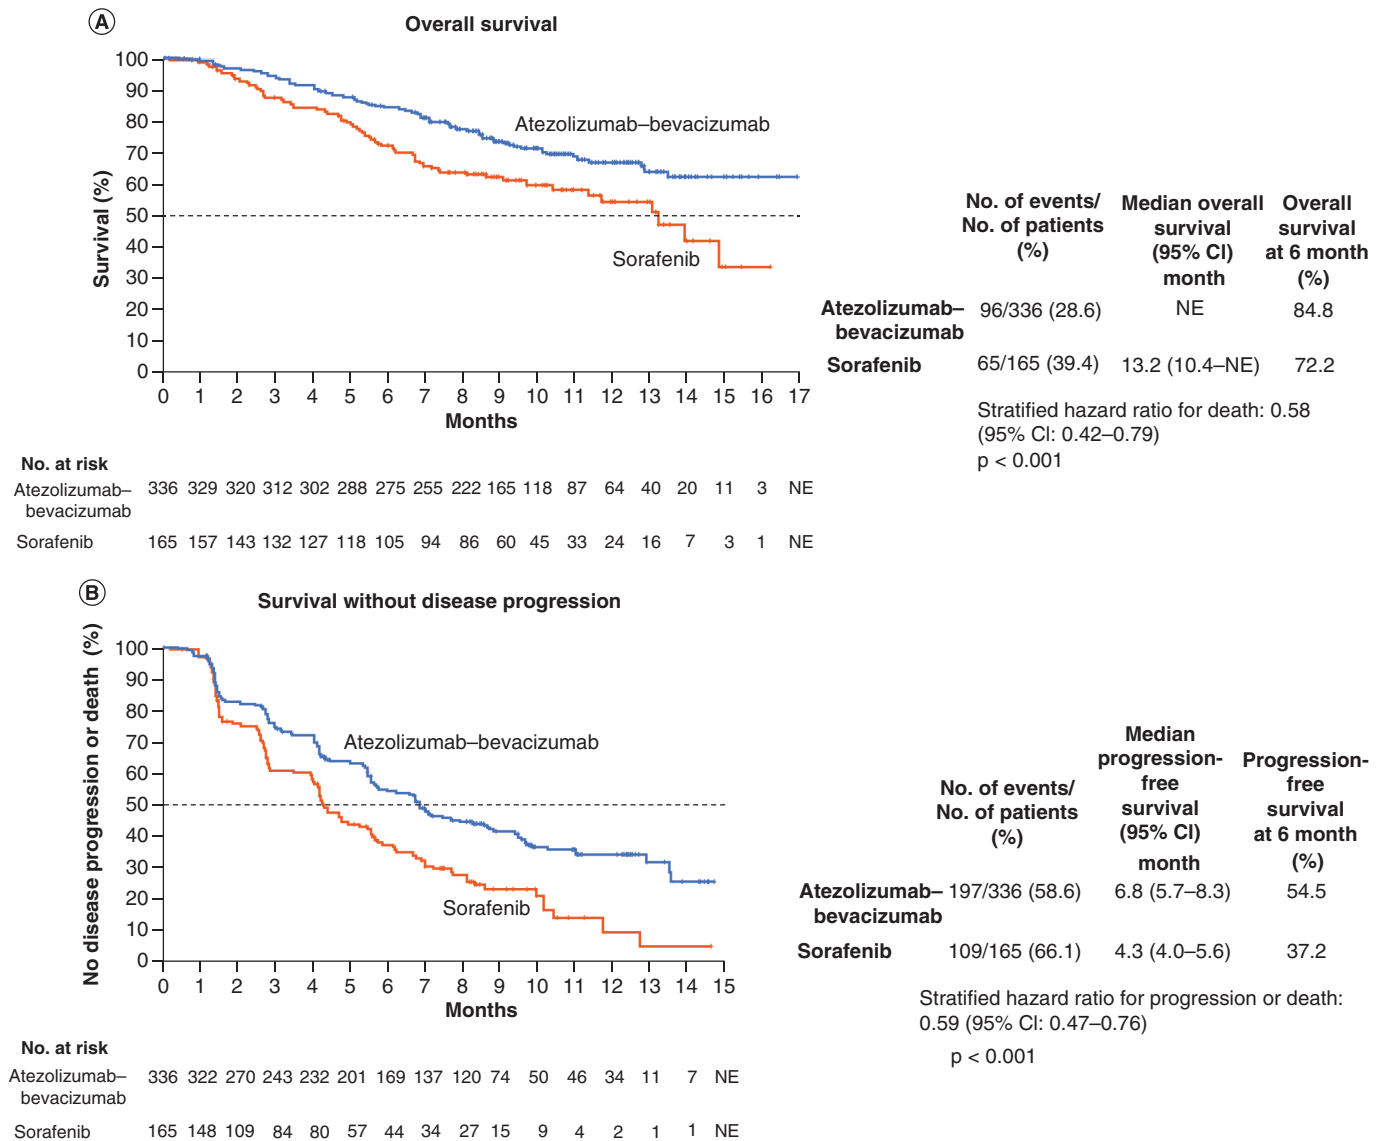 A
Overall survival
100
90
80
70
60
50
40
30
20
10
0
Survival (%)
Atezolizumab–bevacizumab
Sorafenib
0 1 2 3 4 5 6 7 8 9 10 11 12 13 14 15 16 17
Months
No. of events/
No. of patients
(%)
Median overall
survival
(95% CI)
month
Overall
survival
at 6 month
(%)
Atezolizumab–
bevacizumab
96/336 (28.6) NE 84.8
Sorafenib 65/165 (39.4) 13.2 (10.4–NE) 72.2
Stratified hazard ratio for death: 0.58
(95% CI: 0.42–0.79)
p < 0.001
No. at risk
Atezolizumab–
bevacizumab
336 329 320 312 302 288 275 255 222 165 118 87 64 40 20 11 3 NE
Sorafenib 165 157 143 132 127 118 105 94 86 60 45 33 24 16 7 3 1 NE
B
Survival without disease progression
100
90
80
70
60
50
40
30
20
10
0
No disease progression or death (%)
Atezolizumab–bevacizumab
Sorafenib
0 1 2 3 4 5 6 7 8 9 10 11 12 13 14 15
Months
No. of events/
No. of patients
(%)
Median
progression-
free
survival
(95% CI)
month
Progression-
free
survival
at 6 month
(%)
Atezolizumab–
bevacizumab
197/336 (58.6) 6.8 (5.7–8.3) 54.5
Sorafenib 109/165 (66.1) 4.3 (4.0–5.6) 37.2
Stratified hazard ratio for progression or death:
0.59 (95% CI: 0.47–0.76)
p < 0.001
No. at risk
Atezolizumab–
bevacizumab
336 322 270 243 232 201 169 137 120 74 50 46 34 11 7 NE
Sorafenib 165 148 109 84 80 57 44 34 27 15 9 4 2 1 1 NE